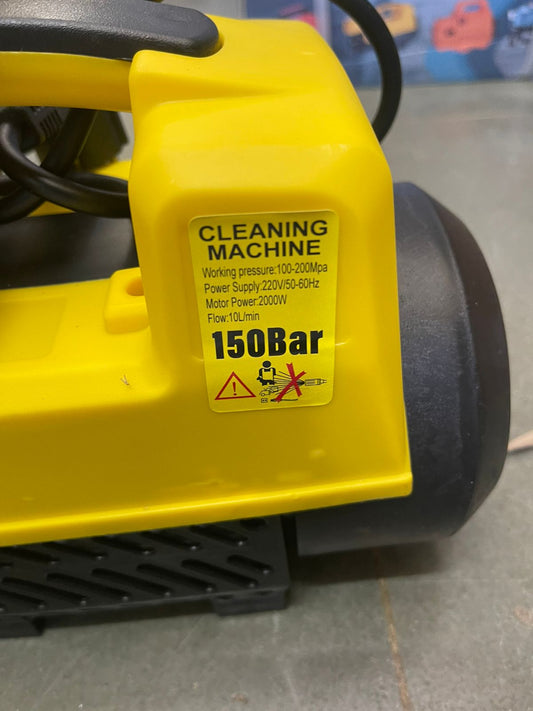 CLEANING
MACHINE
Working pressure:100-200Mpa
Power Supply:220V/50-60Hz
Motor Power:2000W
Flow:10L/min
150Bar